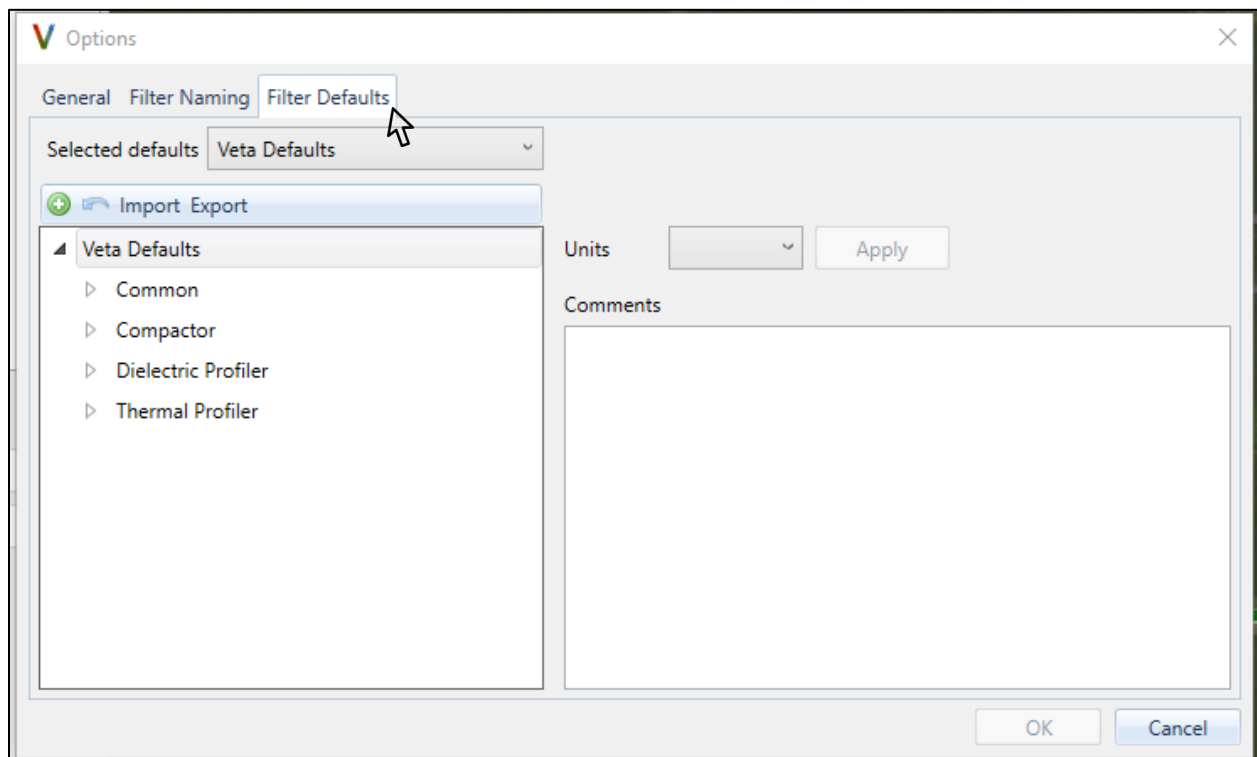 Options
General Filter Naming Filter Defaults
Selected defaults Veta Defaults
Import Export
Veta Defaults
Common
Compactor
Dielectric Profiler
Thermal Profiler
Units Apply
Comments
OK Cancel